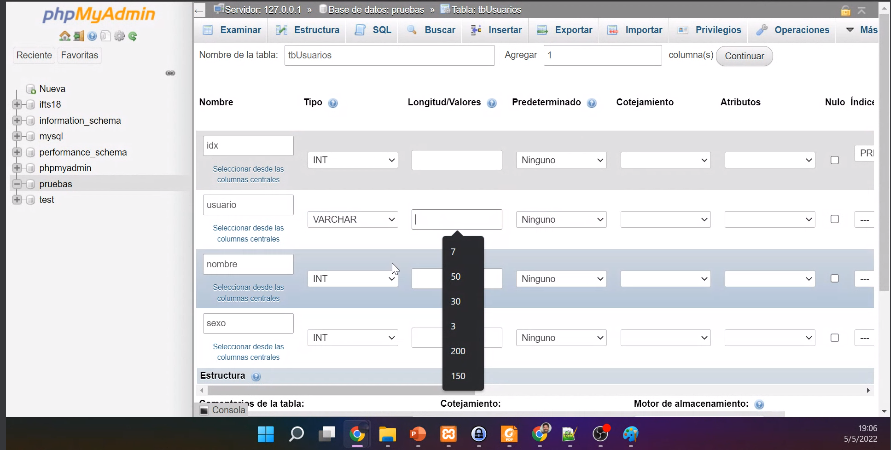 phpMyAdmin
Servidor: 127.0.0.1 » Base de datos: pruebas » Tabla: tbUsuarios
Examinar Estructura SQL Buscar Insertar Exportar Importar Privilegios Operaciones Más
Reciente Favoritas
Nueva
ifts18
information_schema
mysql
performance_schema
phpmyadmin
pruebas
test
Nombre de la tabla: tbUsuarios Agregar 1 columna(s) Continuar
Nombre Tipo Longitud/Valores Predeterminado Cotejamiento Atributos Nulo Índice
idx INT Ninguno PRI
Seleccionar desde las
columnas centrales
usuario VARCHAR Ninguno ---
Seleccionar desde las
columnas centrales
nombre INT Ninguno ---
Seleccionar desde las
columnas centrales
sexo INT Ninguno ---
Seleccionar desde las
columnas centrales
7
50
30
3
200
150
Estructura
Comentarios de la tabla: Cotejamiento: Motor de almacenamiento:
Consola
19:06
5/5/2022